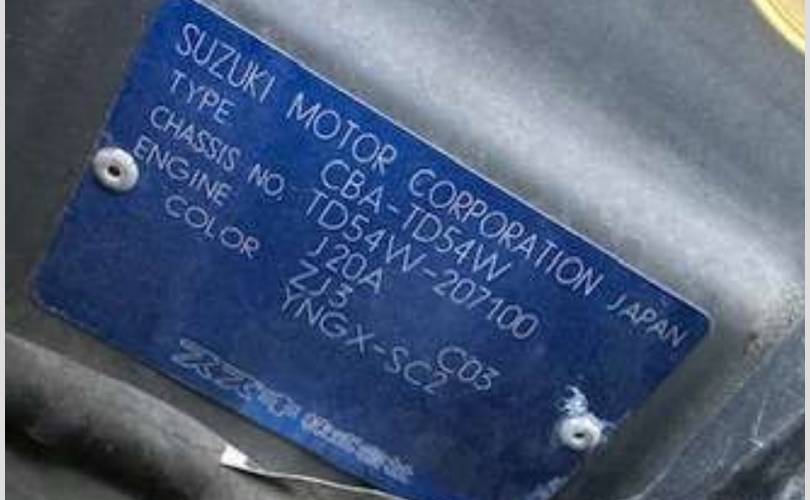 SUZUKI MOTOR CORPORATION JAPAN
TYPE CBA-TD54W
CHASSIS NO. TD54W-207100
ENGINE J20A
COLOR ZJ3 C03
YNGX-SC2